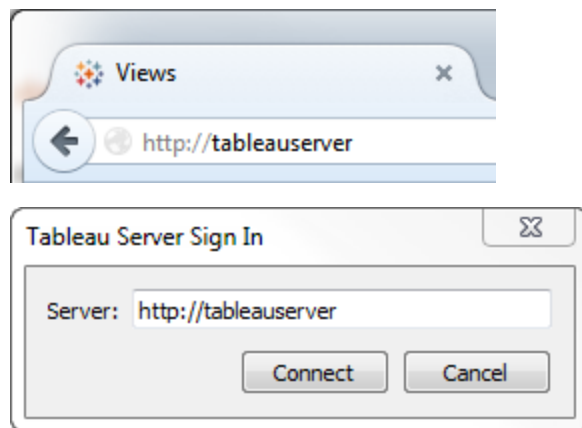 Views
http://tableauserver
Tableau Server Sign In
Server: http://tableauserver
Connect Cancel